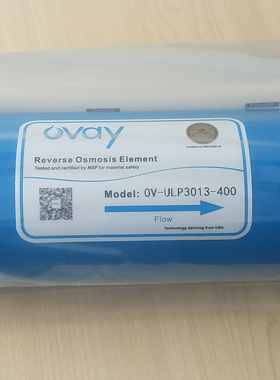 ovay
Reverse Osmosis Element
Tested and certified by NSF for material safety
Model: OV-ULP3013-400
Flow
Technology deriving from USA